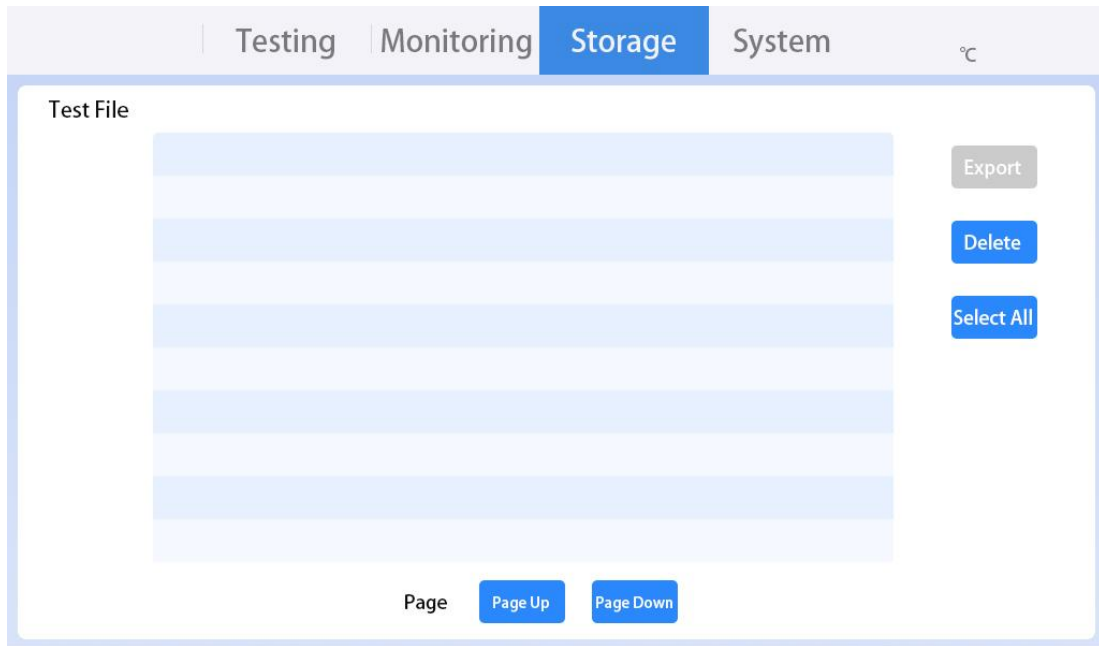 Testing Monitoring Storage System ℃
Test File
Export
Delete
Select All
Page Page Up Page Down